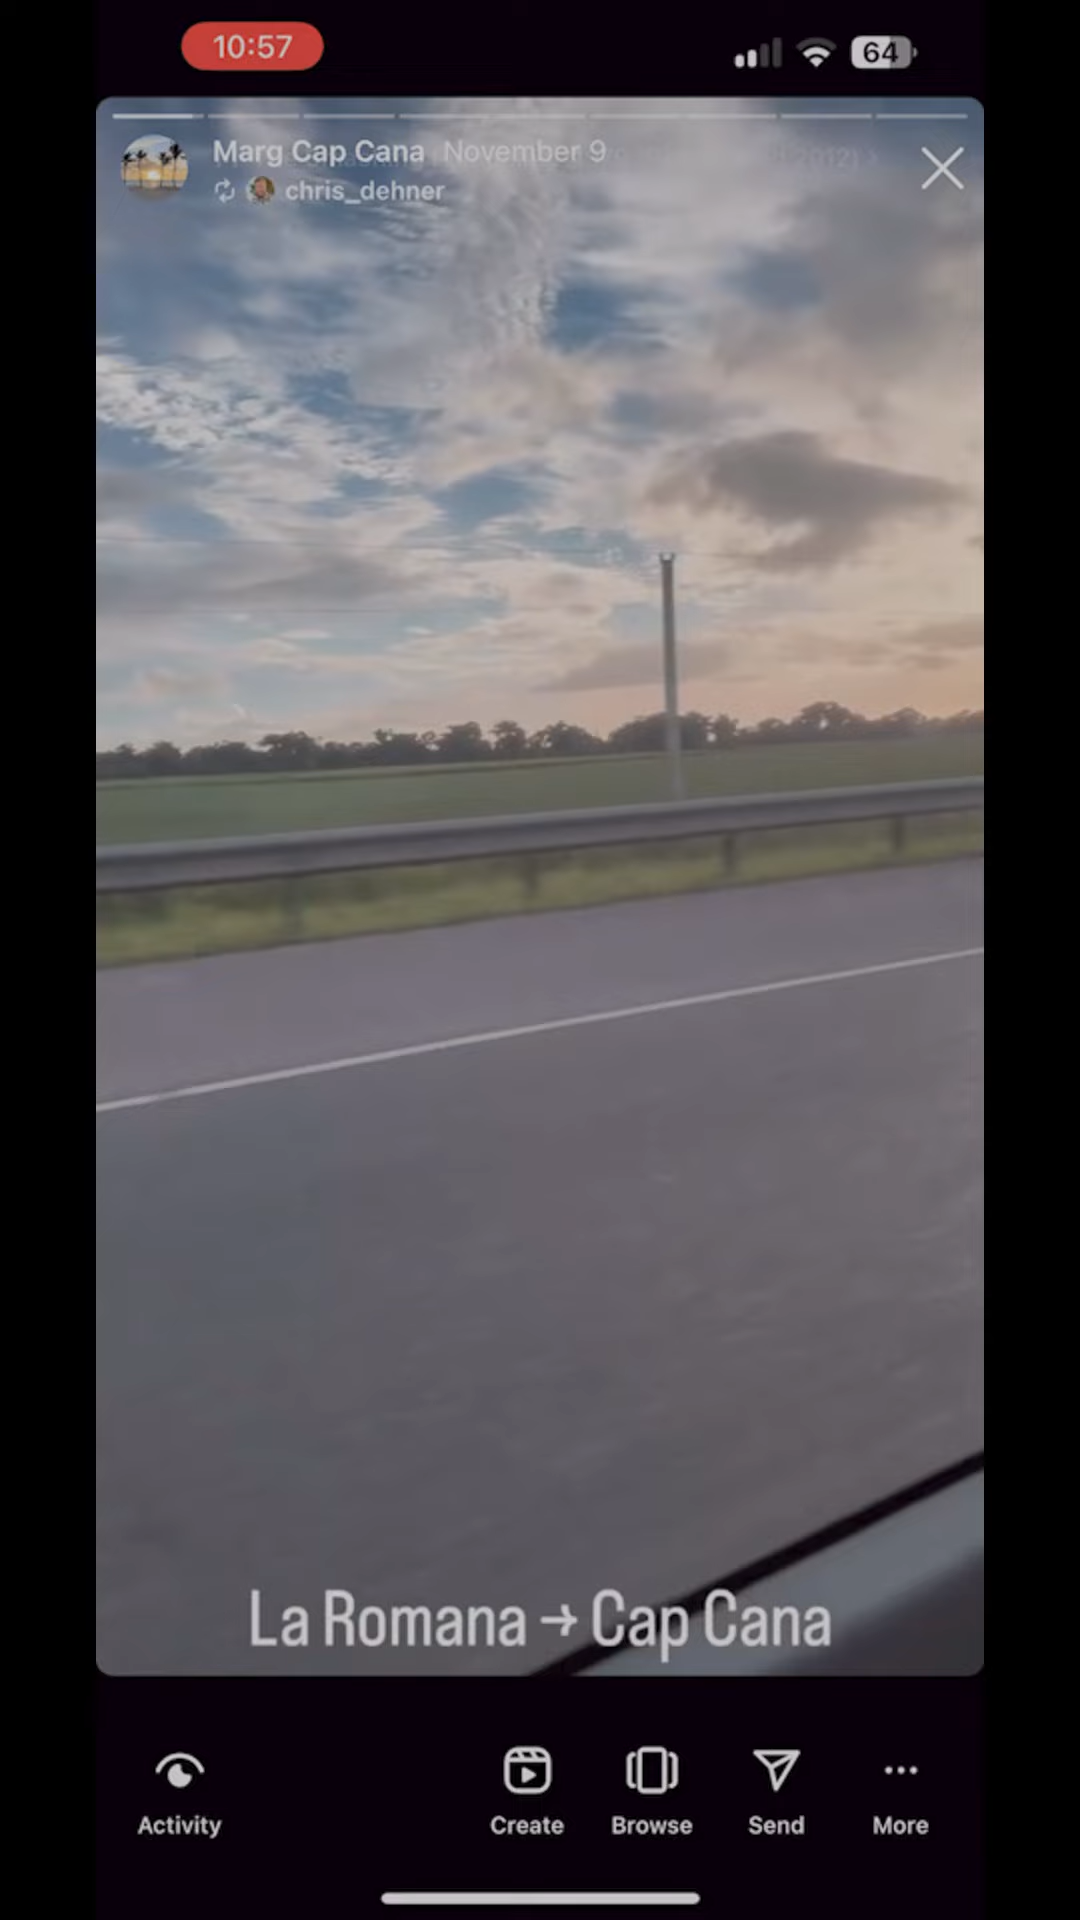 10:57
64
Marg Cap Cana November 9
chris_dehner
La Romana → Cap Cana
Activity
Create
Browse
Send
More